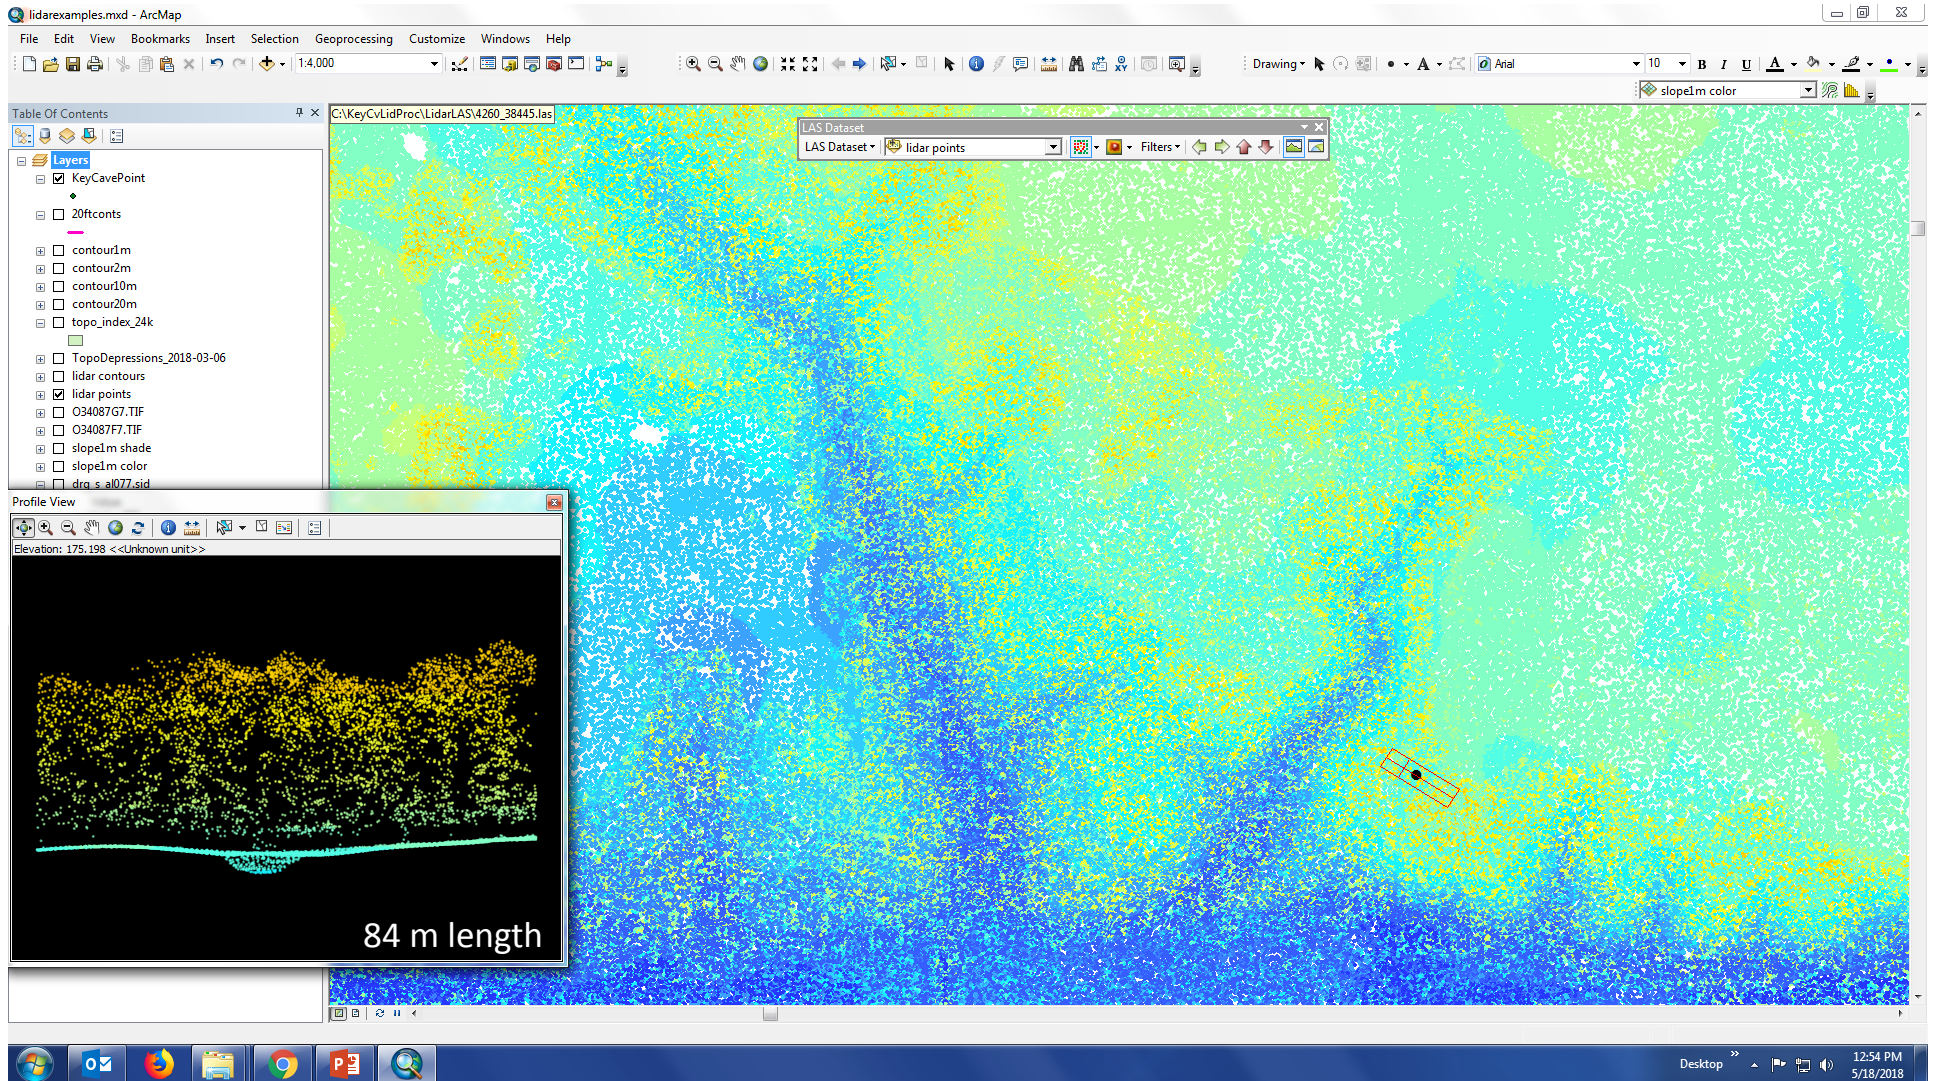 lidarexamples.mxd - ArcMap
File Edit View Bookmarks Insert Selection Geoprocessing Customize Windows Help
1:4,000
Drawing
A
Arial
10
B I U A
slope1m color
Table Of Contents
C:\KeyCvLidProc\LidarLAS\4260_38445.las
LAS Dataset
LAS Dataset
lidar points
Filters
Layers
KeyCavePoint
20ftconts
contour1m
contour2m
contour10m
contour20m
topo_index_24k
TopoDepressions_2018-03-06
lidar contours
lidar points
O34087G7.TIF
O34087F7.TIF
slope1m shade
slope1m color
drg_s_al077.sid
Profile View
Elevation: 175.198 <<Unknown unit>>
84 m length
Desktop
12:54 PM
5/18/2018